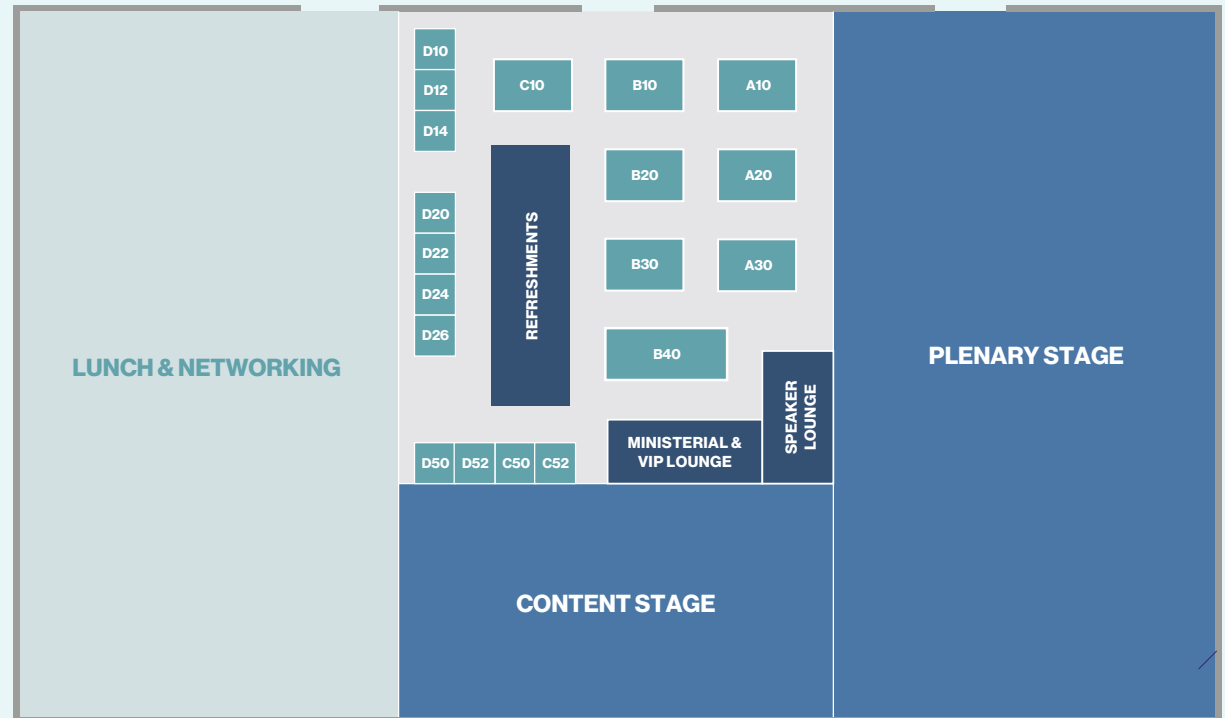 D10
D12
D14
C10
B10
A10
B20
A20
D20
D22
D24
D26
REFRESHMENTS
B30
A30
B40
LUNCH & NETWORKING
PLENARY STAGE
SPEAKER
LOUNGE
MINISTERIAL &
VIP LOUNGE
D50
D52
C50
C52
CONTENT STAGE